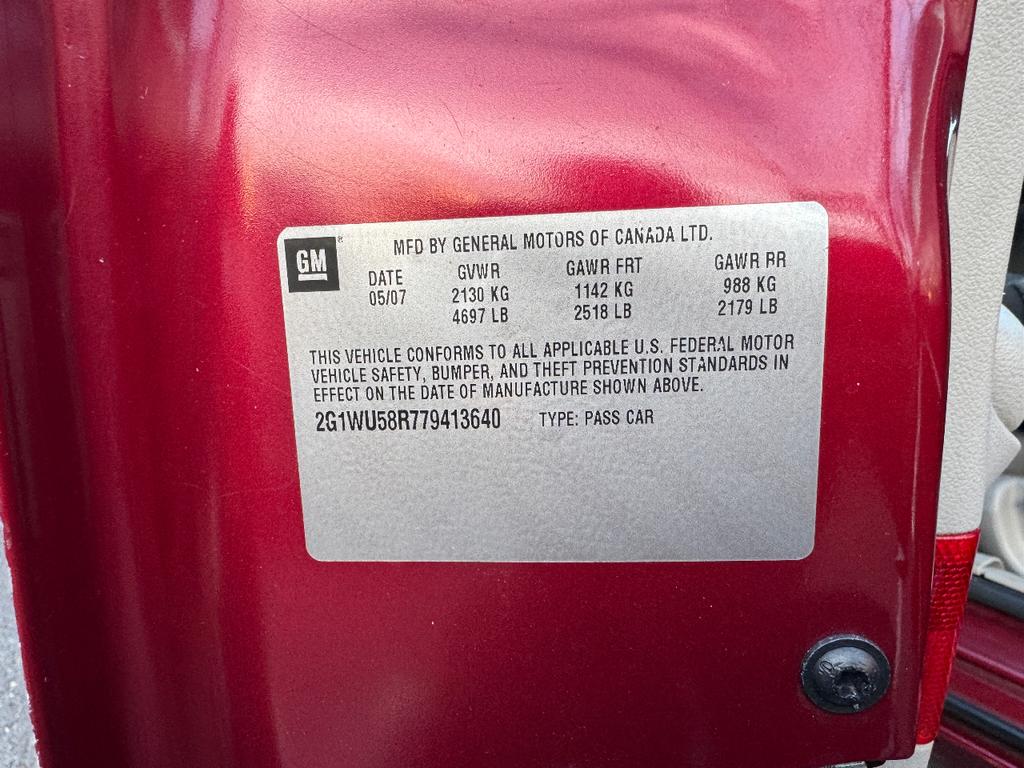 GM®
MFD BY GENERAL MOTORS OF CANADA LTD.
DATE GVWR GAWR FRT GAWR RR
05/07 2130 KG 1142 KG 988 KG
4697 LB 2518 LB 2179 LB
THIS VEHICLE CONFORMS TO ALL APPLICABLE U.S. FEDERAL MOTOR
VEHICLE SAFETY, BUMPER, AND THEFT PREVENTION STANDARDS IN
EFFECT ON THE DATE OF MANUFACTURE SHOWN ABOVE.
2G1WU58R779413640 TYPE: PASS CAR